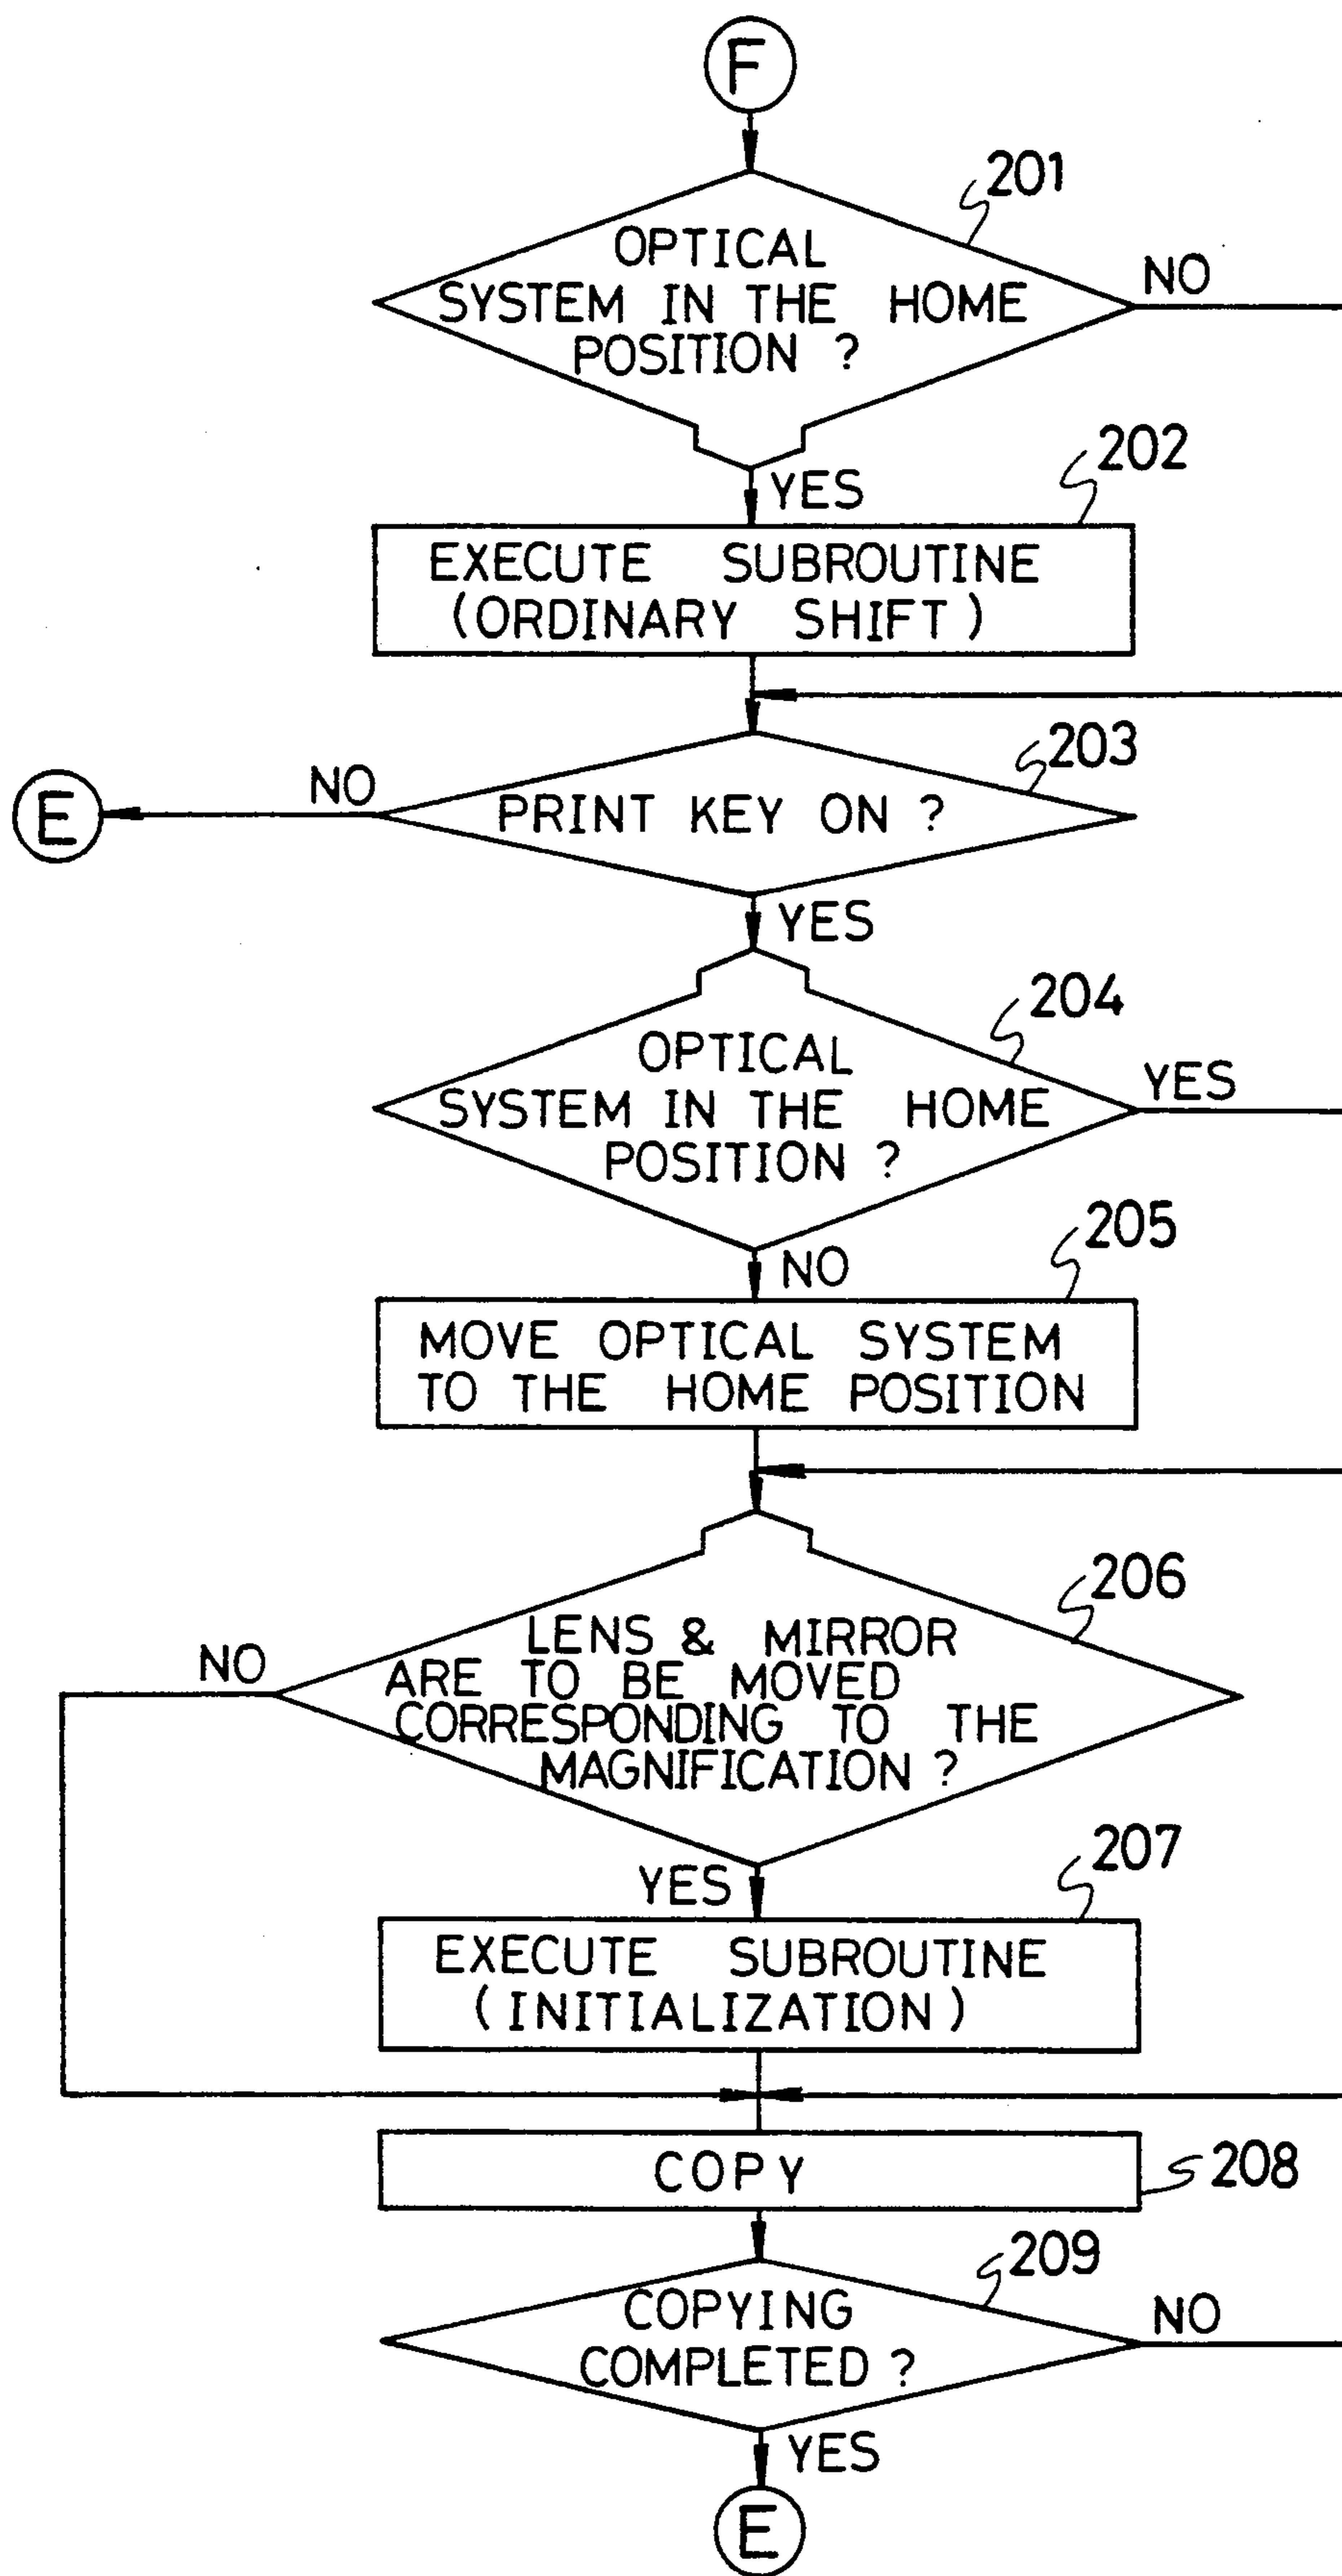 F
201
OPTICAL
SYSTEM IN THE HOME
POSITION ?
NO
YES
202
EXECUTE SUBROUTINE
(ORDINARY SHIFT)
203
PRINT KEY ON ?
NO
E
YES
204
OPTICAL
SYSTEM IN THE HOME
POSITION ?
YES
NO
205
MOVE OPTICAL SYSTEM
TO THE HOME POSITION
206
LENS & MIRROR
ARE TO BE MOVED
CORRESPONDING TO THE
MAGNIFICATION ?
NO
YES
207
EXECUTE SUBROUTINE
(INITIALIZATION)
COPY
208
209
COPYING
COMPLETED ?
NO
YES
E